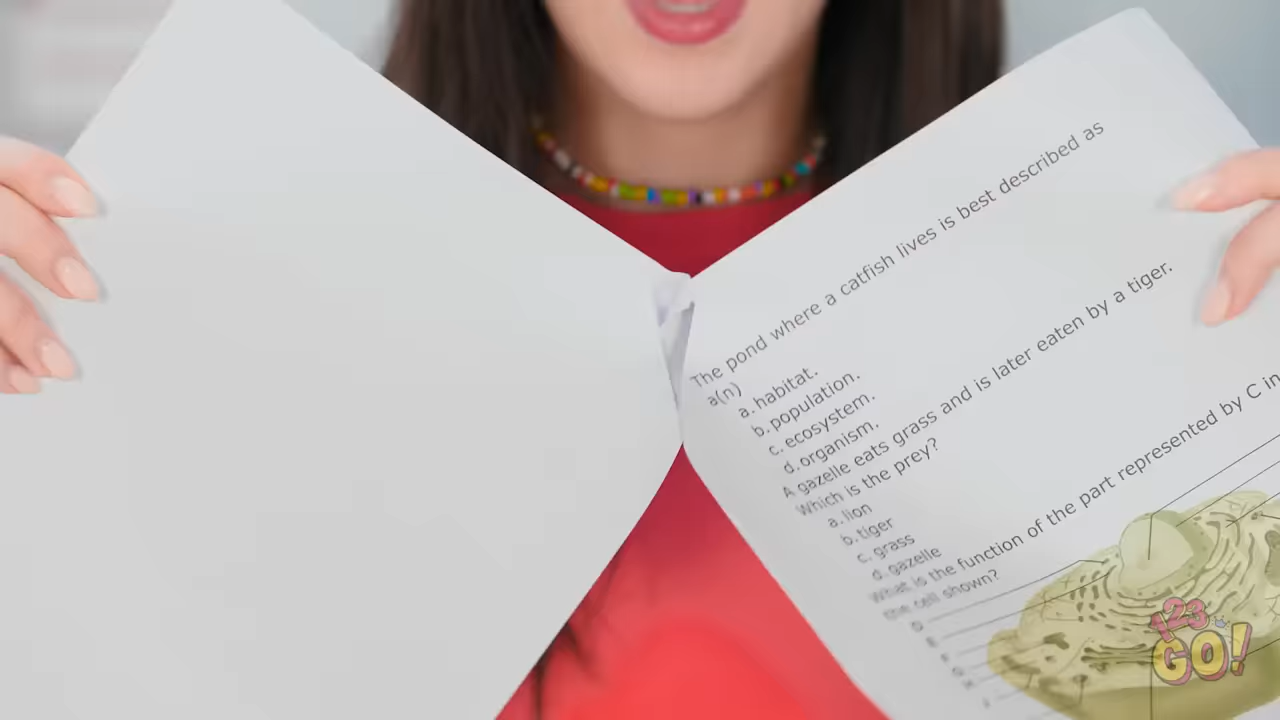 The pond where a catfish lives is best described as
a(n)
a. habitat.
b. population.
c. ecosystem.
d. organism.
A gazelle eats grass and is later eaten by a tiger.
Which is the prey?
a. lion
b. tiger
c. grass
d. gazelle
What is the function of the part represented by C in
the cell shown?
123
GO!